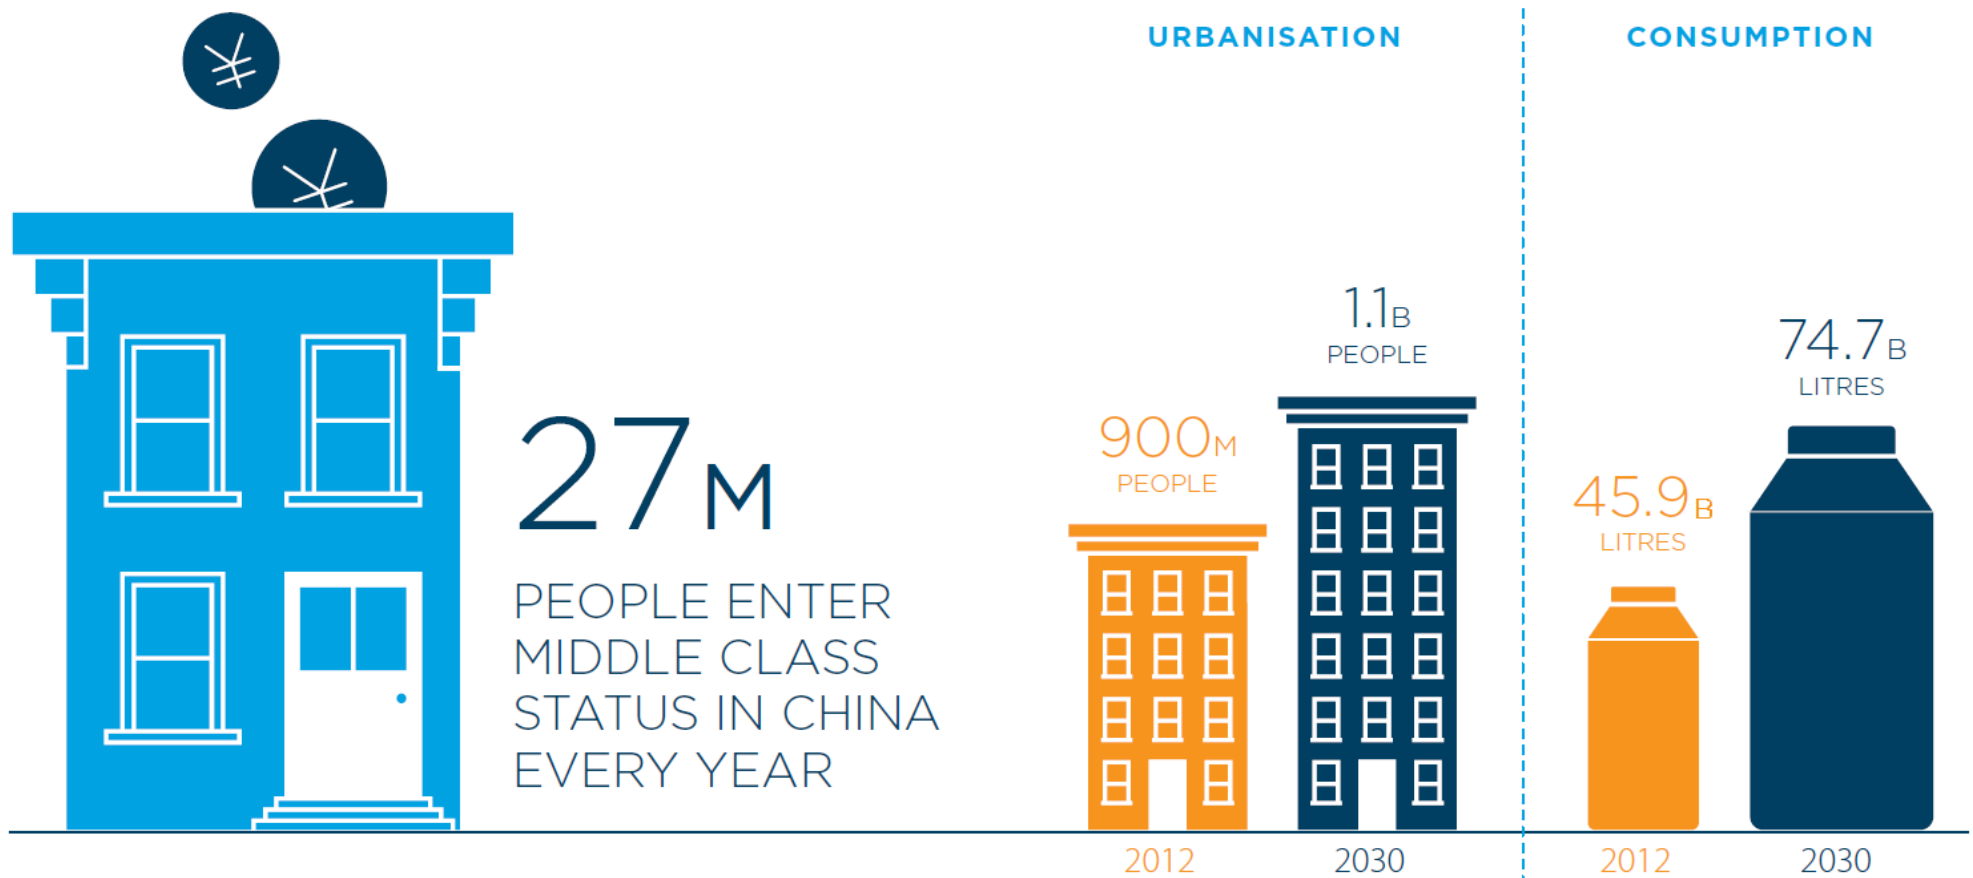 ¥
¥
27M
PEOPLE ENTER
MIDDLE CLASS
STATUS IN CHINA
EVERY YEAR
URBANISATION
900M
PEOPLE
1.1B
PEOPLE
2012
2030
CONSUMPTION
45.9B
LITRES
74.7B
LITRES
2012
2030